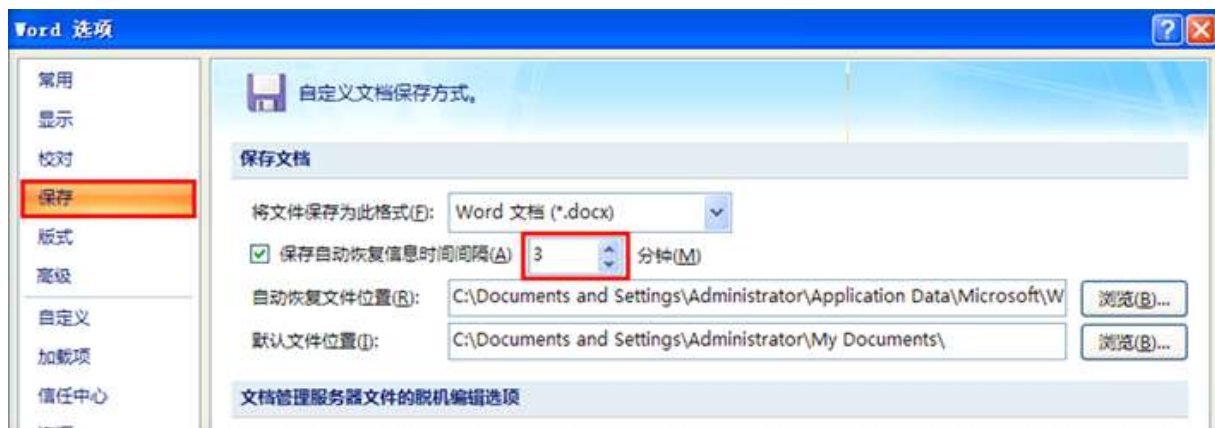 Word 选项
常用
显示
校对
保存
版式
高级
自定义
加载项
信任中心
自定义文档保存方式。
保存文档
将文件保存为此格式(F): Word 文档 (*.docx)
保存自动恢复信息时间间隔(A) 3 分钟(M)
自动恢复文件位置(R): C:\Documents and Settings\Administrator\Application Data\Microsoft\W 浏览(B)...
默认文件位置(I): C:\Documents and Settings\Administrator\My Documents\ 浏览(B)...
文档管理服务器文件的脱机编辑选项